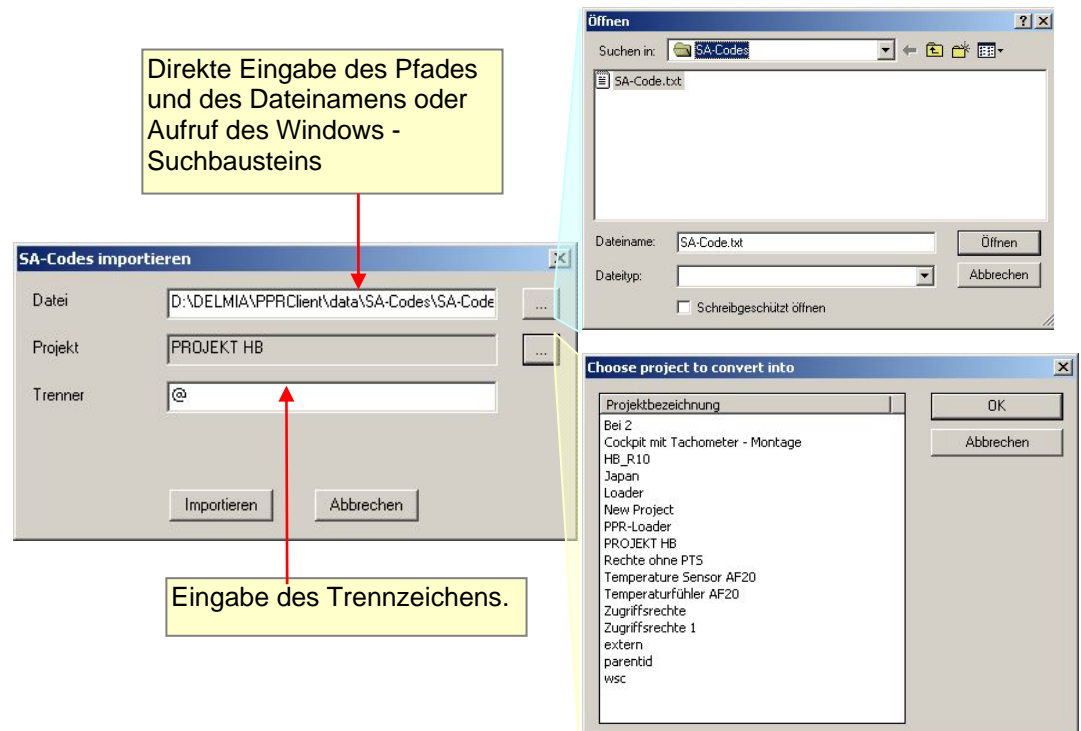 Direkte Eingabe des Pfades
und des Dateinamens oder
Aufruf des Windows -
Suchbausteins
Öffnen
Suchen in:
SA-Codes
SA-Code.txt
Dateiname:
SA-Code.txt
Öffnen
Dateityp:
Abbrechen
Schreibgeschützt öffnen
SA-Codes importieren
Datei
D:\DELMIA\PPRClient\data\SA-Codes\SA-Code
...
Projekt
PROJEKT HB
...
Trenner
@
Importieren
Abbrechen
Eingabe des Trennzeichens.
Choose project to convert into
Projektbezeichnung
OK
Abbrechen
Bei 2
Cockpit mit Tachometer - Montage
HB_R10
Japan
Loader
New Project
PPR-Loader
PROJEKT HB
Rechte ohne PTS
Temperature Sensor AF20
Temperaturfühler AF20
Zugriffsrechte
Zugriffsrechte 1
extern
parentid
wsc